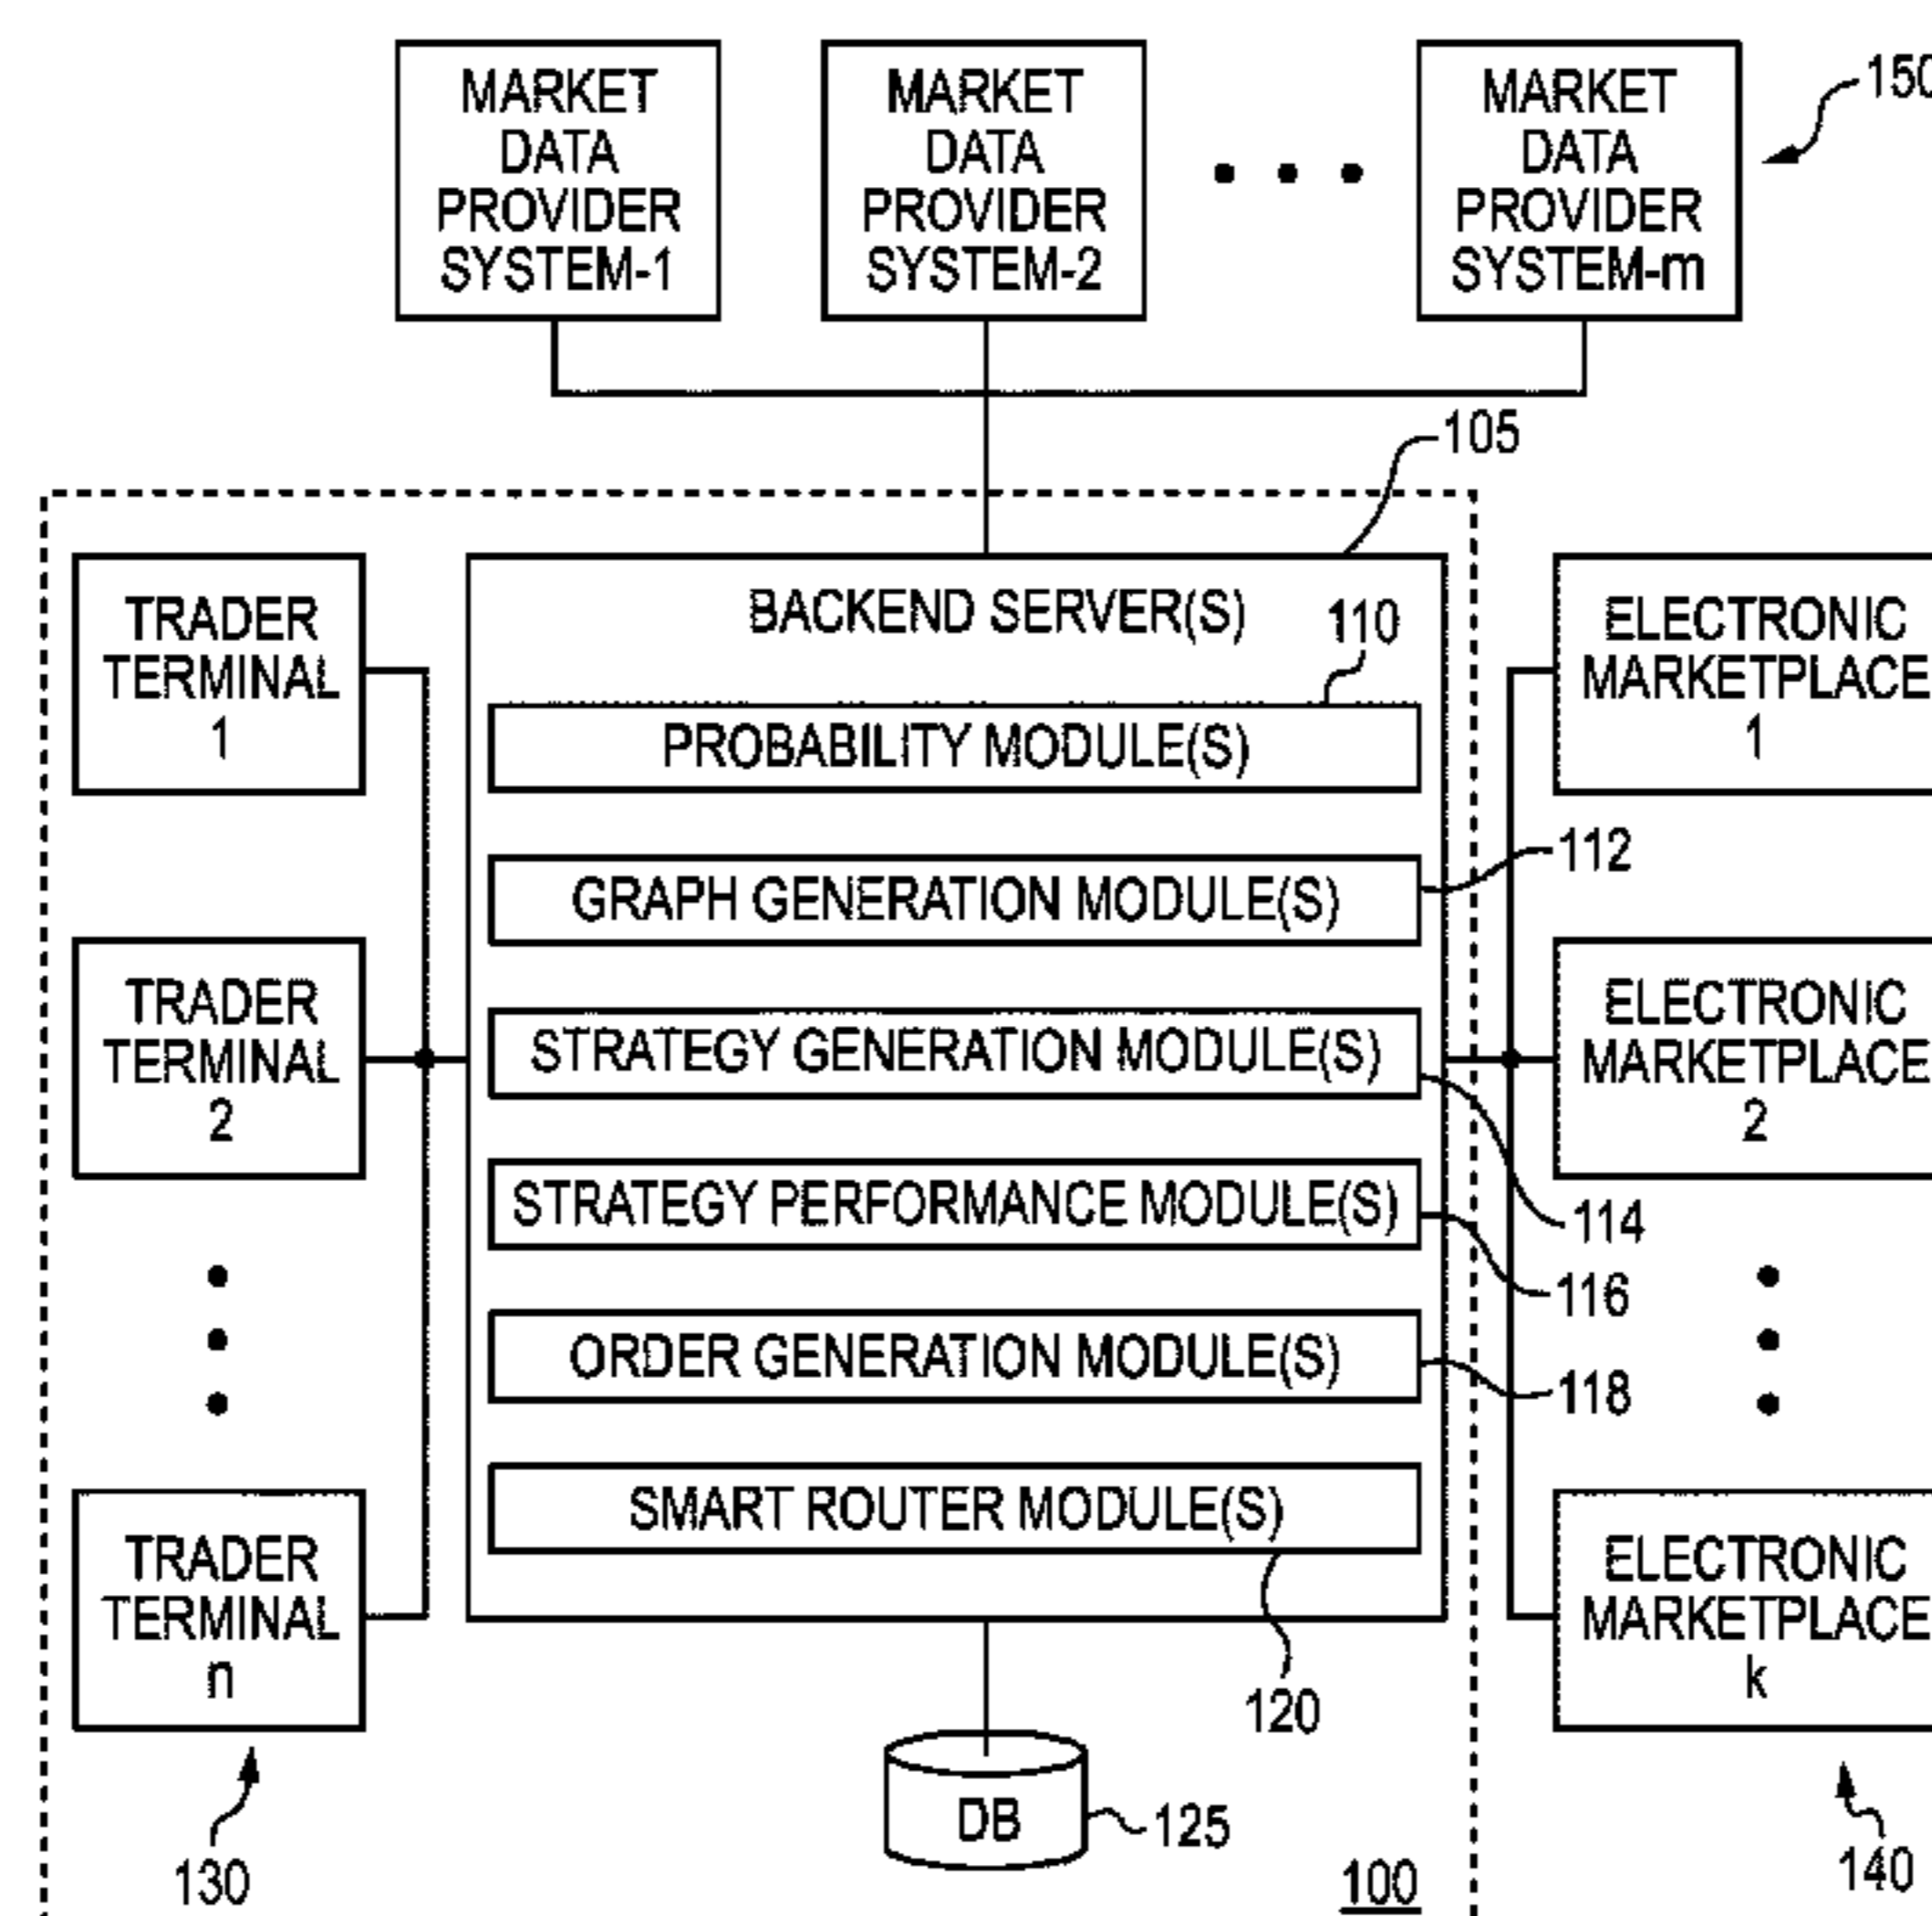 MARKET
DATA
PROVIDER
SYSTEM-1
MARKET
DATA
PROVIDER
SYSTEM-2
MARKET
DATA
PROVIDER
SYSTEM-m
150
105
TRADER
TERMINAL
1
TRADER
TERMINAL
2
TRADER
TERMINAL
n
130
BACKEND SERVER(S)
110
PROBABILITY MODULE(S)
GRAPH GENERATION MODULE(S)
112
STRATEGY GENERATION MODULE(S)
114
STRATEGY PERFORMANCE MODULE(S)
116
ORDER GENERATION MODULE(S)
118
SMART ROUTER MODULE(S)
120
DB
125
100
ELECTRONIC
MARKETPLACE
1
ELECTRONIC
MARKETPLACE
2
ELECTRONIC
MARKETPLACE
k
140